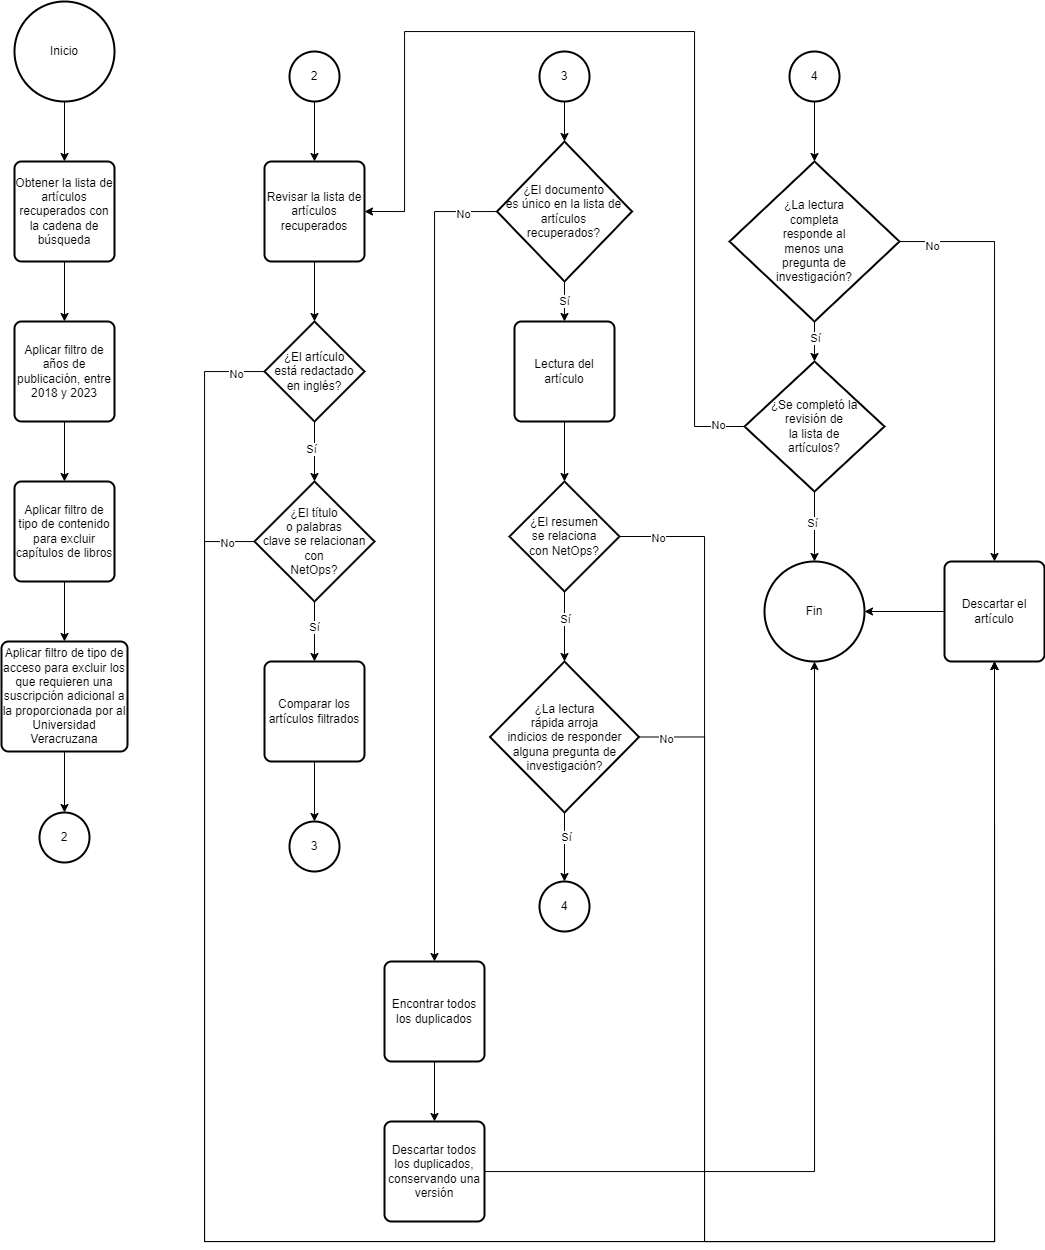 Inicio
Obtener la lista de
artículos
recuperados con
la cadena de
búsqueda
Aplicar filtro de
años de
publicación, entre
2018 y 2023
Aplicar filtro de
tipo de contenido
para excluir
capítulos de libros
Aplicar filtro de tipo de
acceso para excluir los
que requieren una
suscripción adicional a
la proporcionada por al
Universidad
Veracruzana
2
2
Revisar la lista de
artículos
recuperados
¿El artículo
está redactado
en inglés?
No
Sí
¿El título
o palabras
clave se relacionan
con
NetOps?
No
Sí
Comparar los
artículos filtrados
3
3
¿El documento
es único en la lista de
artículos
recuperados?
No
Sí
Lectura del
artículo
¿El resumen
se relaciona
con NetOps?
No
Sí
¿La lectura
rápida arroja
indicios de responder
alguna pregunta de
investigación?
No
Sí
4
Encontrar todos
los duplicados
Descartar todos
los duplicados,
conservando una
versión
4
¿La lectura
completa
responde al
menos una
pregunta de
investigación?
No
Sí
¿Se completó la
revisión de
la lista de
artículos?
No
Sí
Fin
Descartar el
artículo